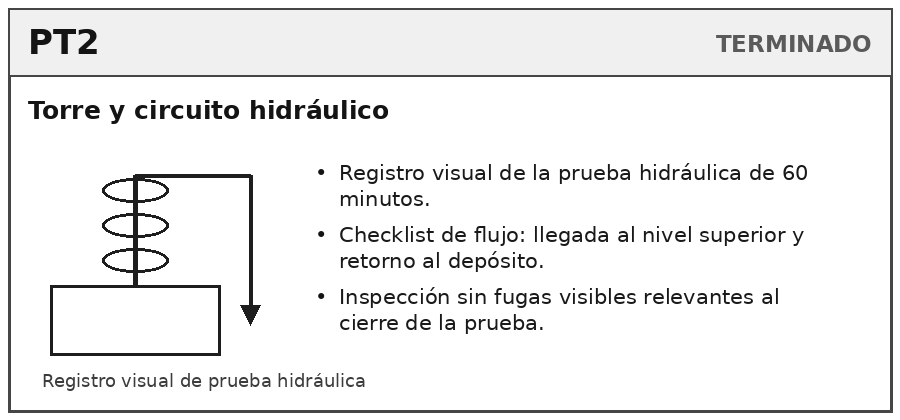 PT2
TERMINADO
Torre y circuito hidráulico
• Registro visual de la prueba hidráulica de 60
minutos.
• Checklist de flujo: llegada al nivel superior y
retorno al depósito.
• Inspección sin fugas visibles relevantes al
cierre de la prueba.
Registro visual de prueba hidráulica